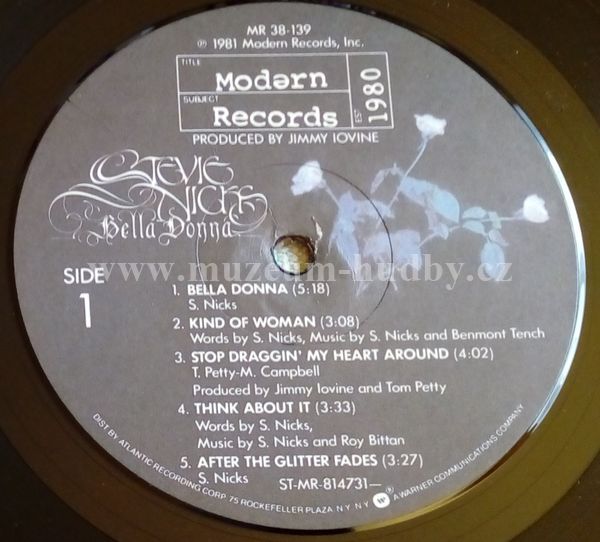 MR 38-139
℗ 1981 Modern Records, Inc.
TITLE
Modərn
SUBJECT
Records
EST 1980
PRODUCED BY JIMMY IOVINE
STEVIE
NICKS
Bella Donna
www.muzeum-hudby.cz
SIDE
1
1. BELLA DONNA (5:18)
S. Nicks
2. KIND OF WOMAN (3:08)
Words by S. Nicks, Music by S. Nicks and Benmont Tench
3. STOP DRAGGIN' MY HEART AROUND (4:02)
T. Petty-M. Campbell
Produced by Jimmy Iovine and Tom Petty
4. THINK ABOUT IT (3:33)
Words by S. Nicks,
Music by S. Nicks and Roy Bittan
5. AFTER THE GLITTER FADES (3:27)
S. Nicks
ST-MR-814731—
DIST. BY ATLANTIC RECORDING CORP. 75 ROCKEFELLER PLAZA, N.Y. N.Y. ® A WARNER COMMUNICATIONS COMPANY